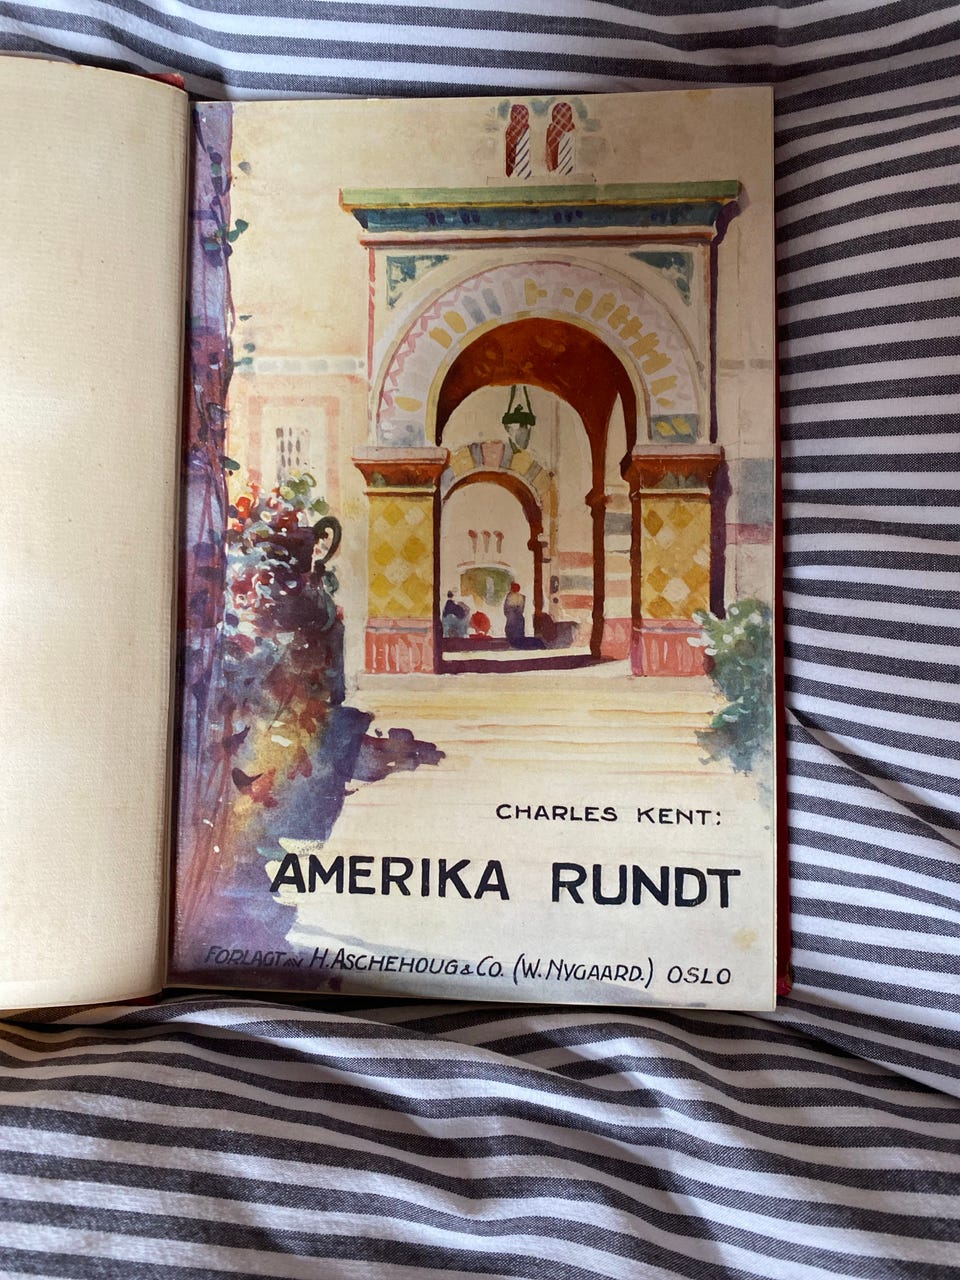 CHARLES KENT:
AMERIKA RUNDT
FORLAGT AV H. ASCHEHOUG & CO. (W. NYGAARD.) OSLO